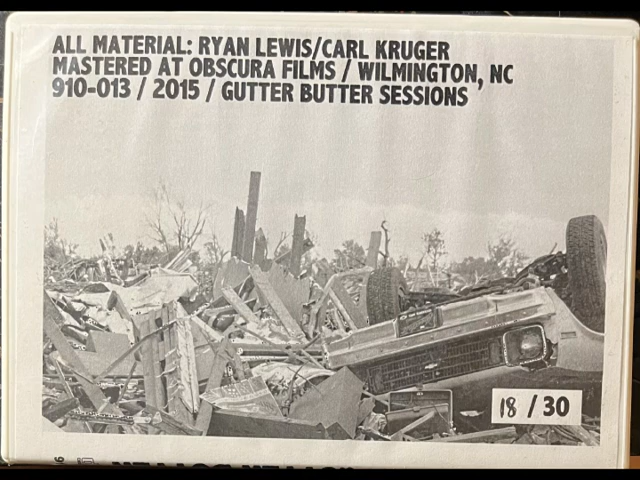 ALL MATERIAL: RYAN LEWIS/CARL KRUGER
MASTERED AT OBSCURA FILMS / WILMINGTON, NC
910-013 / 2015 / GUTTER BUTTER SESSIONS
18 / 30